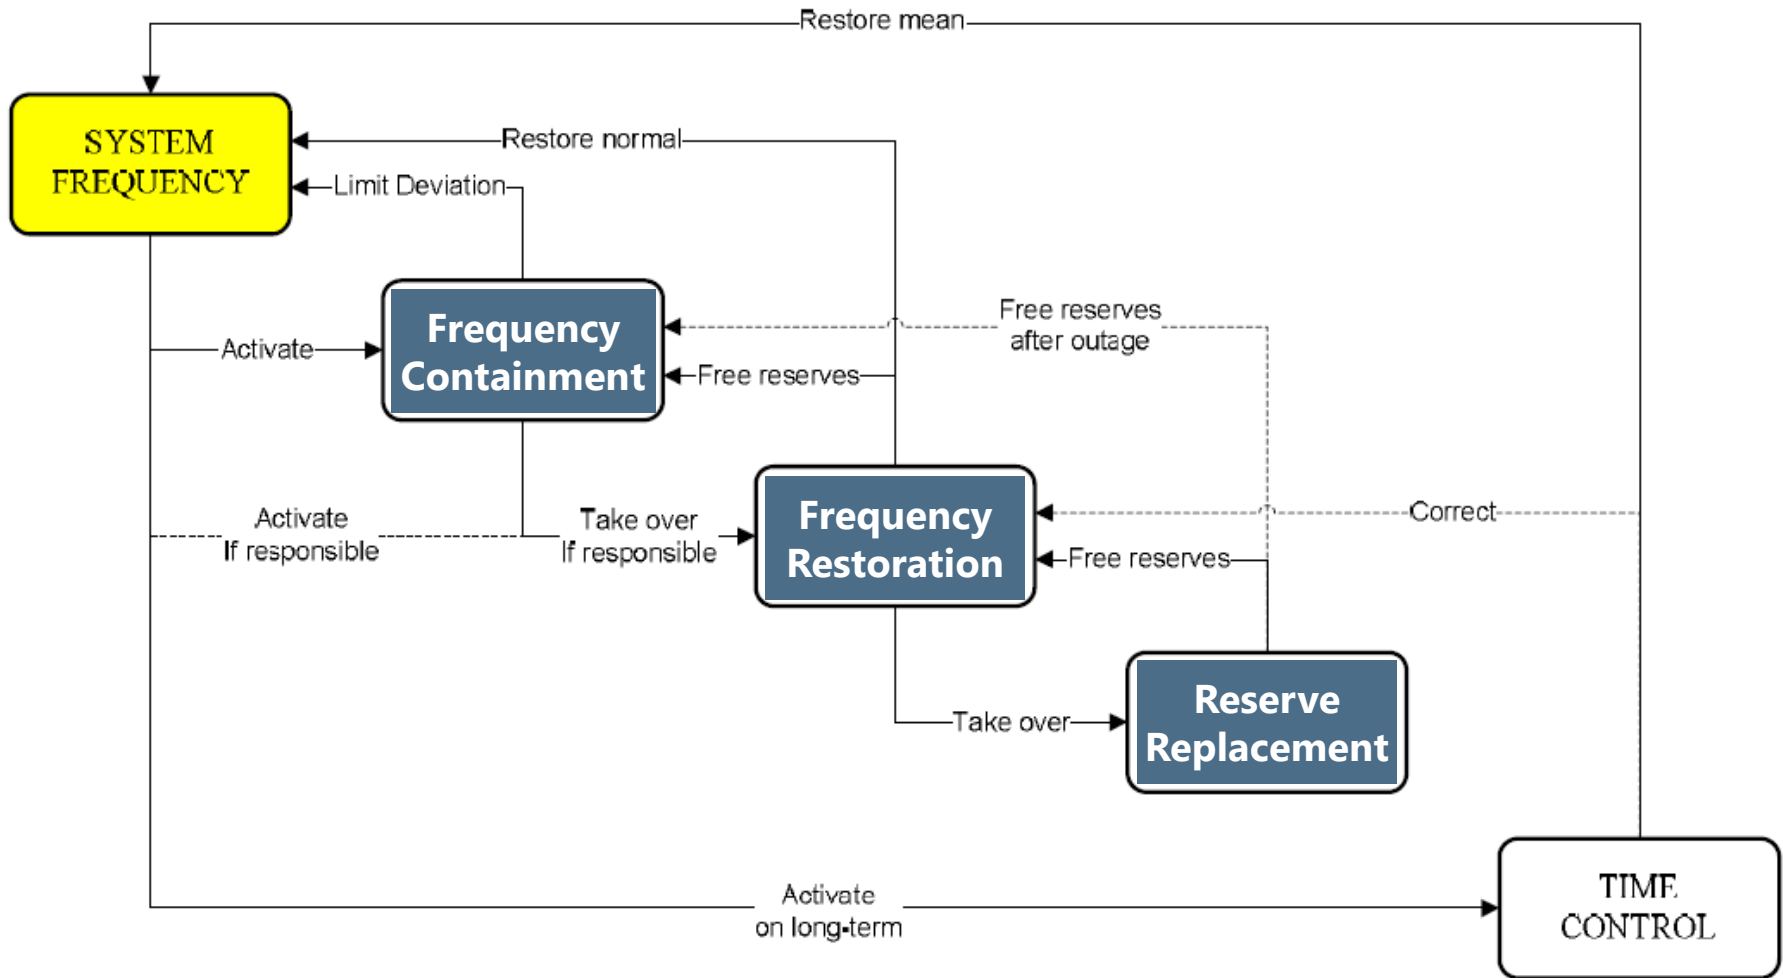 Restore mean
SYSTEM
FREQUENCY
Restore normal
Limit Deviation
Frequency
Containment
Activate
Free reserves
after outage
Free reserves
Activate
If responsible
Take over
If responsible
Frequency
Restoration
Correct
Free reserves
Reserve
Replacement
Take over
Activate
on long-term
TIME
CONTROL